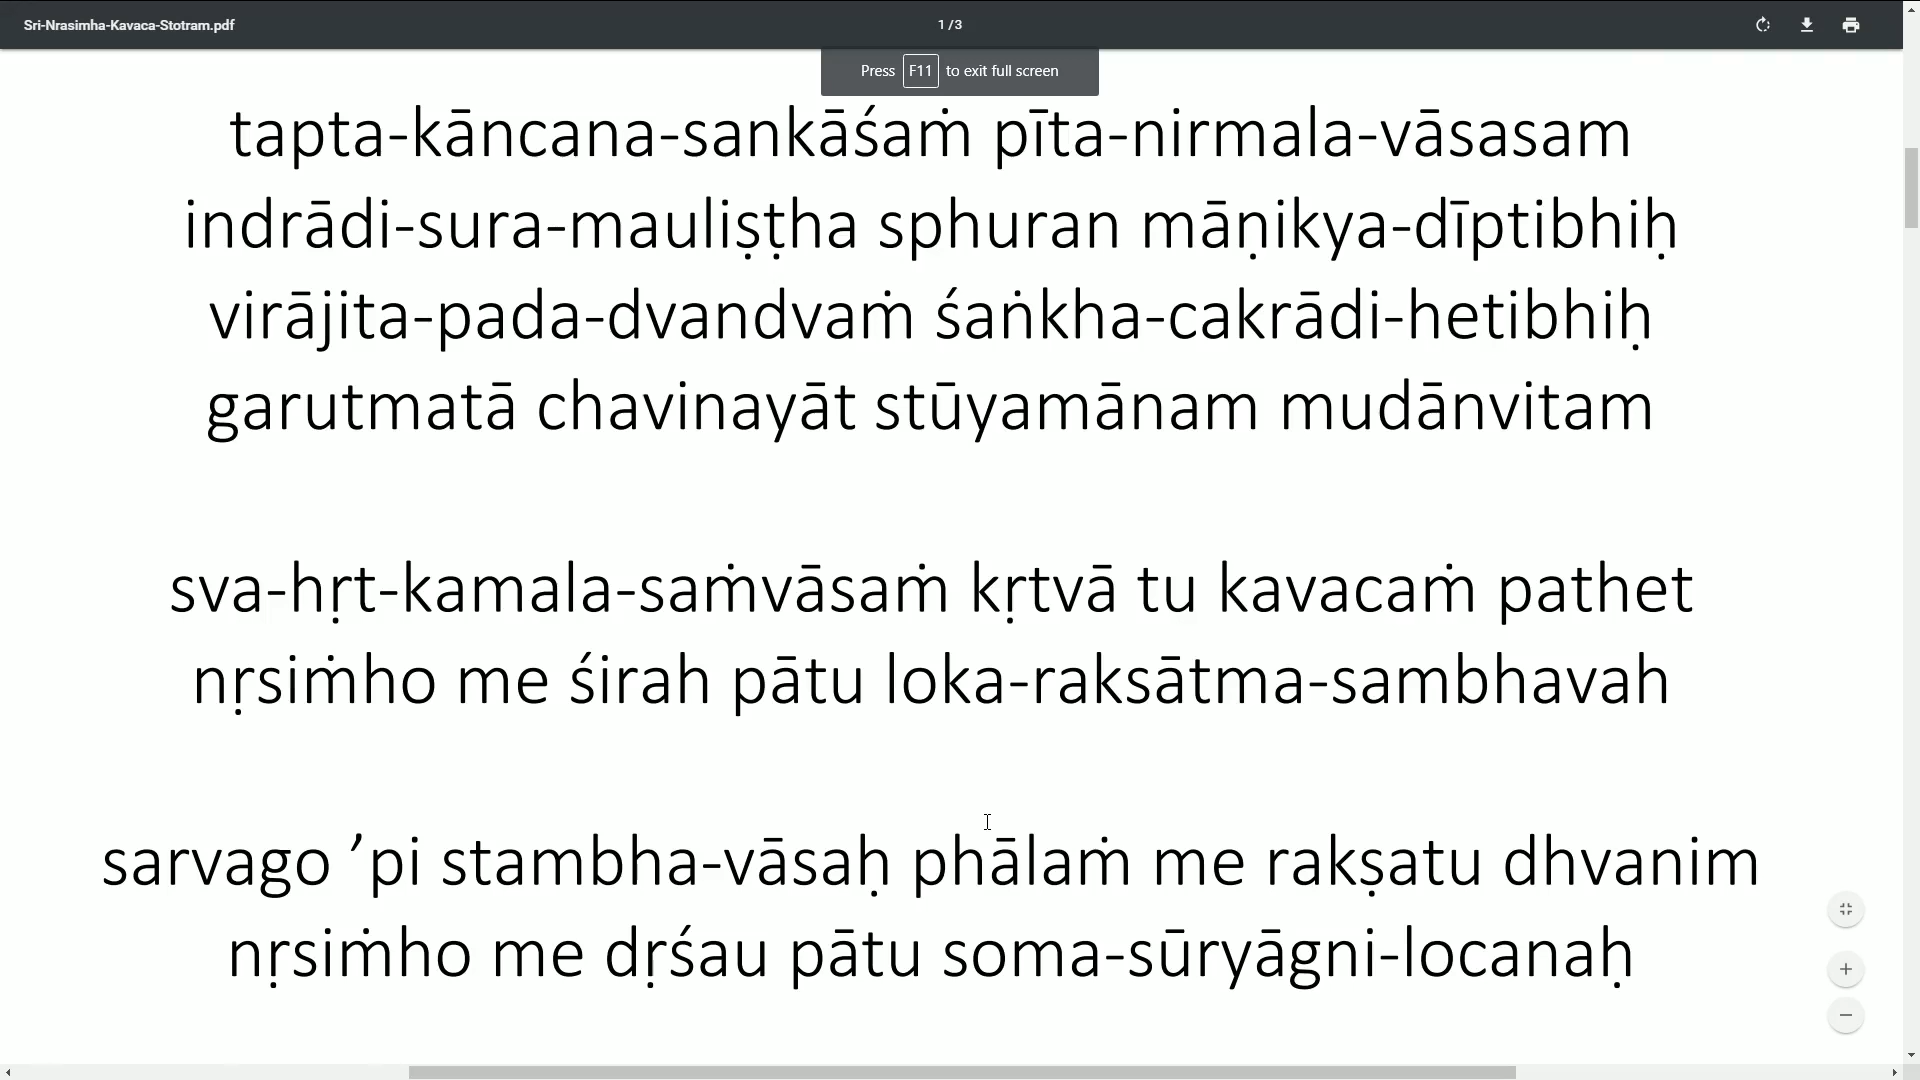 Sri-Nrasimha-Kavaca-Stotram.pdf
1 / 3
Press F11 to exit full screen
tapta-kāncana-sankāśaṁ pīta-nirmala-vāsasam
indrādi-sura-mauliṣṭha sphuran māṇikya-dīptibhiḥ
virājita-pada-dvandvaṁ śaṅkha-cakrādi-hetibhiḥ
garutmatā chavinayāt stūyamānam mudānvitam
sva-hṛt-kamala-saṁvāsaṁ kṛtvā tu kavacaṁ pathet
nṛsiṁho me śirah pātu loka-raksātma-sambhavah
sarvago ’pi stambha-vāsaḥ phālaṁ me rakṣatu dhvanim
nṛsiṁho me dṛśau pātu soma-sūryāgni-locanaḥ